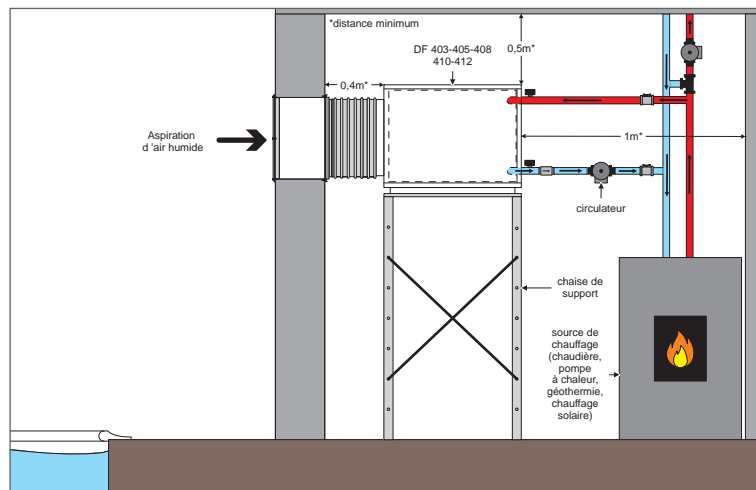 *distance minimum
DF 403-405-408
410-412
0,5m*
0,4m*
Aspiration
d 'air humide
1m*
circulateur
chaise de
support
source de
chauffage
(chaudière,
pompe
à chaleur,
géothermie,
chauffage
solaire)